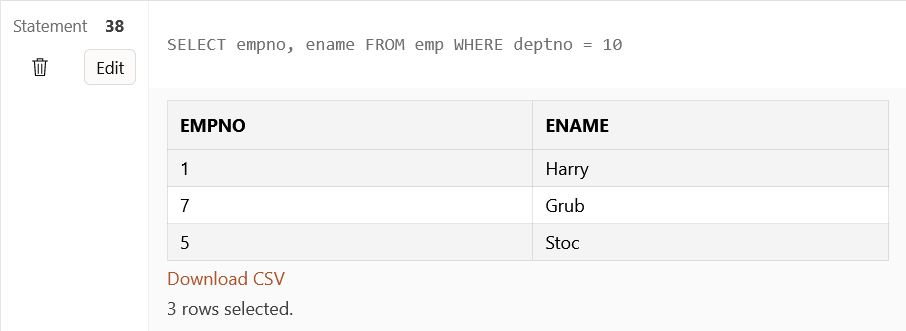 Statement 38
Edit
SELECT empno, ename FROM emp WHERE deptno = 10
EMPNO ENAME
1 Harry
7 Grub
5 Stoc
Download CSV
3 rows selected.